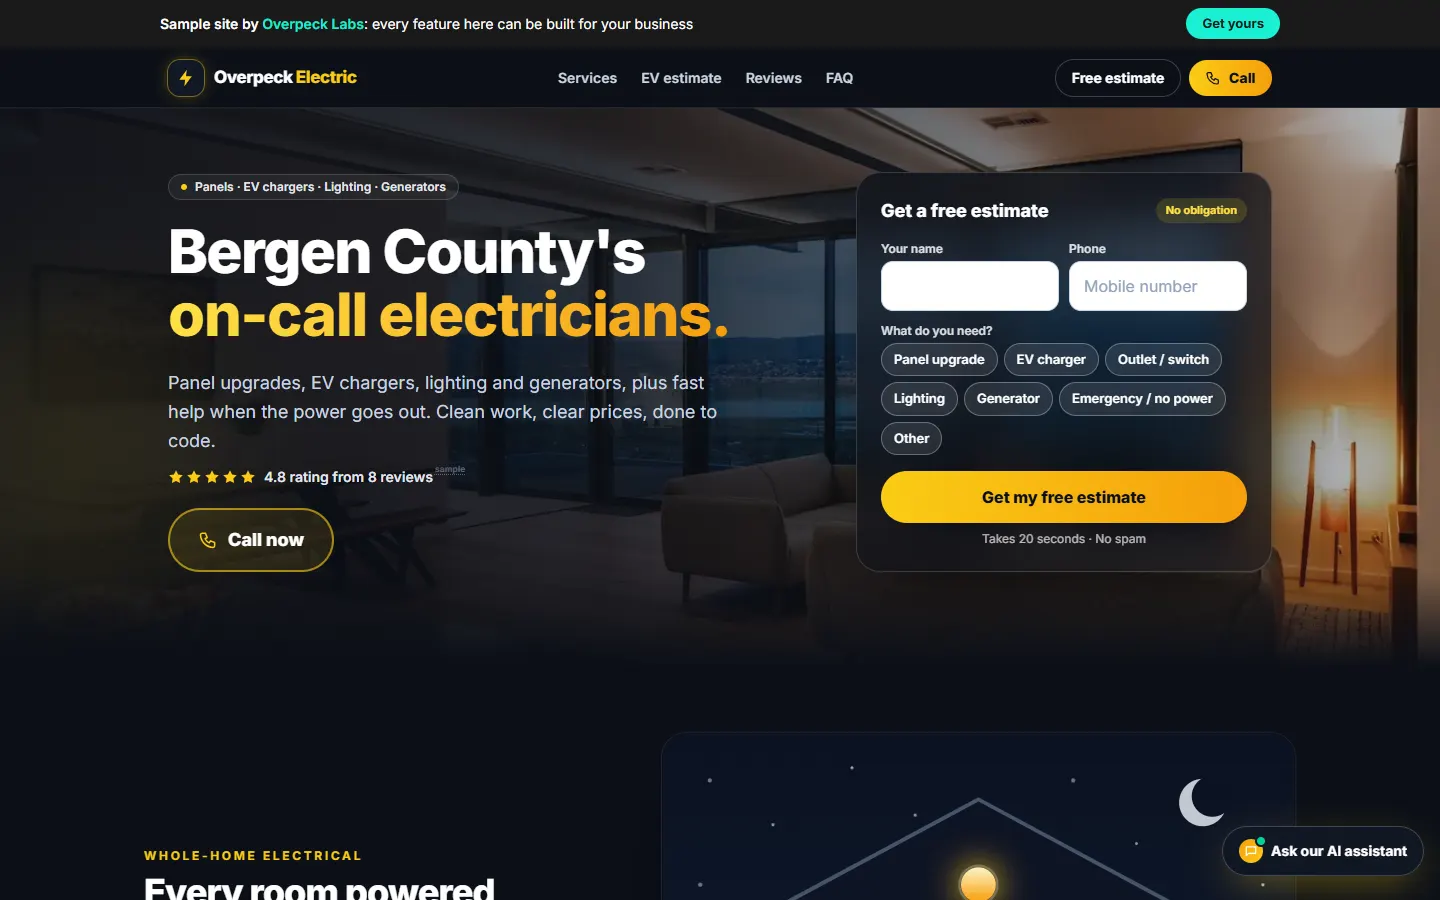 Sample site by Overpeck Labs: every feature here can be built for your business
Get yours
Overpeck Electric
Services
EV estimate
Reviews
FAQ
Free estimate
Call
Panels · EV chargers · Lighting · Generators
Bergen County's
on-call electricians.
Panel upgrades, EV chargers, lighting and generators, plus fast
help when the power goes out. Clean work, clear prices, done to
code.
4.8 rating from 8 reviews sample
Call now
Get a free estimate
No obligation
Your name
Phone
Mobile number
What do you need?
Panel upgrade
EV charger
Outlet / switch
Lighting
Generator
Emergency / no power
Other
Get my free estimate
Takes 20 seconds · No spam
WHOLE-HOME ELECTRICAL
Every room powered
Ask our AI assistant